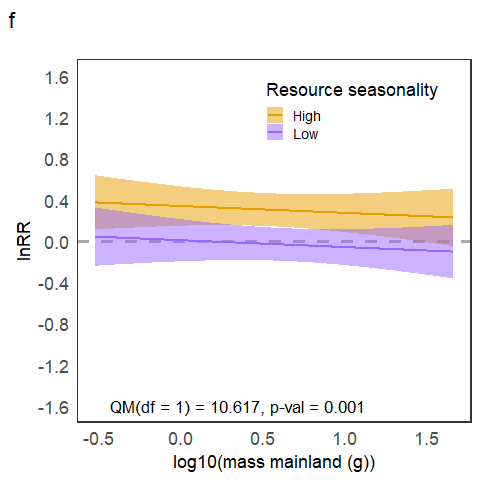 f
Resource seasonality
High
Low
lnRR
1.6
1.2
0.8
0.4
0.0
-0.4
-0.8
-1.2
-1.6
QM(df = 1) = 10.617, p-val = 0.001
-0.5 0.0 0.5 1.0 1.5
log10(mass mainland (g))